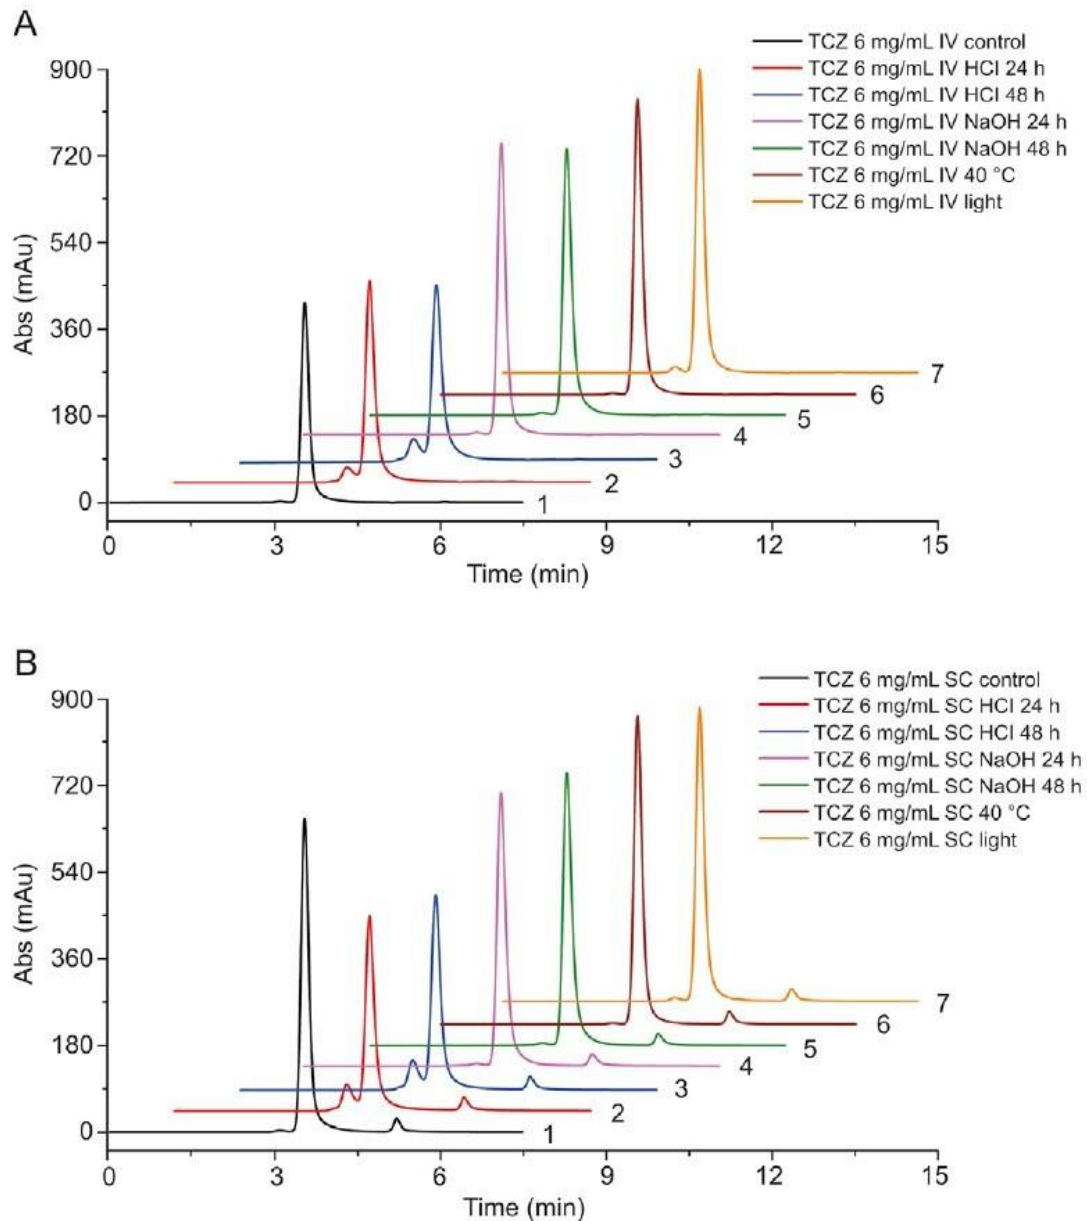 A
TCZ 6 mg/mL IV control
TCZ 6 mg/mL IV HCl 24 h
TCZ 6 mg/mL IV HCl 48 h
TCZ 6 mg/mL IV NaOH 24 h
TCZ 6 mg/mL IV NaOH 48 h
TCZ 6 mg/mL IV 40 °C
TCZ 6 mg/mL IV light
900
720
540
360
180
0
Abs (mAu)
7
6
5
4
3
2
1
0 3 6 9 12 15
Time (min)
B
TCZ 6 mg/mL SC control
TCZ 6 mg/mL SC HCl 24 h
TCZ 6 mg/mL SC HCl 48 h
TCZ 6 mg/mL SC NaOH 24 h
TCZ 6 mg/mL SC NaOH 48 h
TCZ 6 mg/mL SC 40 °C
TCZ 6 mg/mL SC light
900
720
540
360
180
0
Abs (mAu)
7
6
5
4
3
2
1
0 3 6 9 12 15
Time (min)